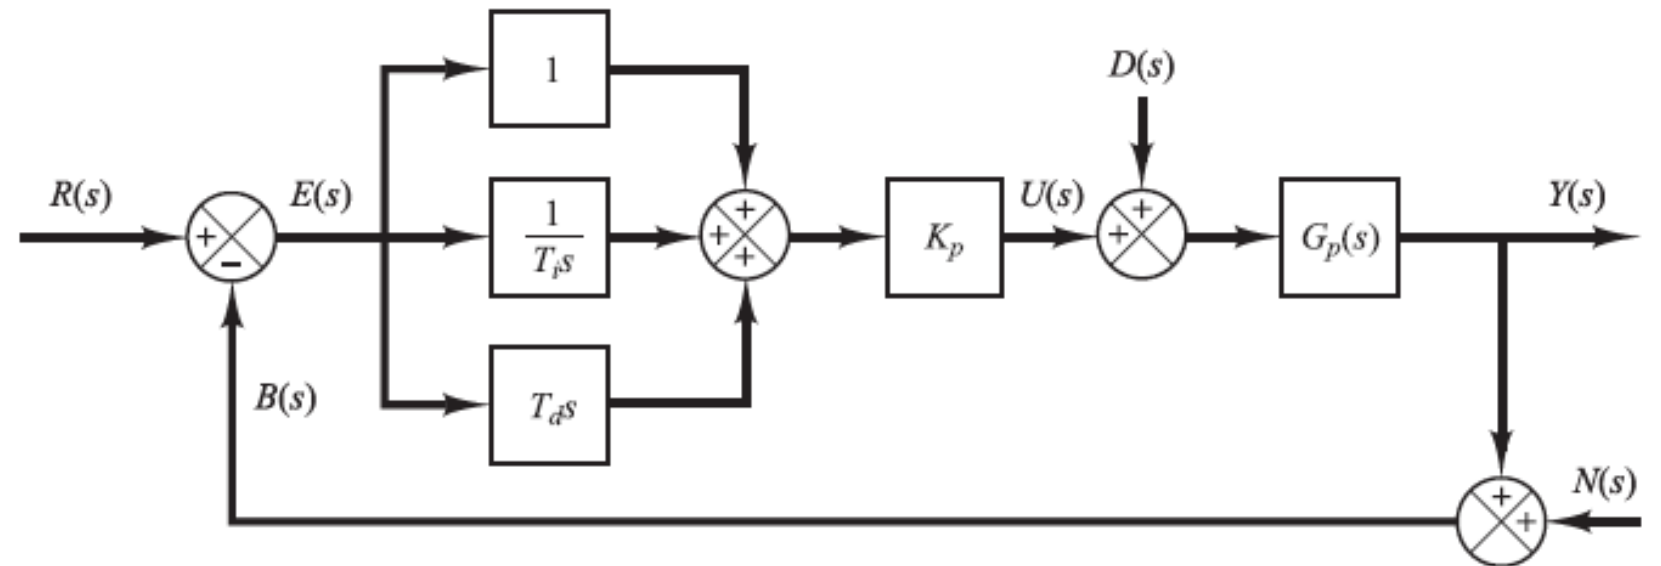 1
D(s)
R(s)
+
−
E(s)
1
T_i s
+
+
+
K_p
U(s)
+
+
G_p(s)
Y(s)
B(s)
T_d s
+
+
N(s)